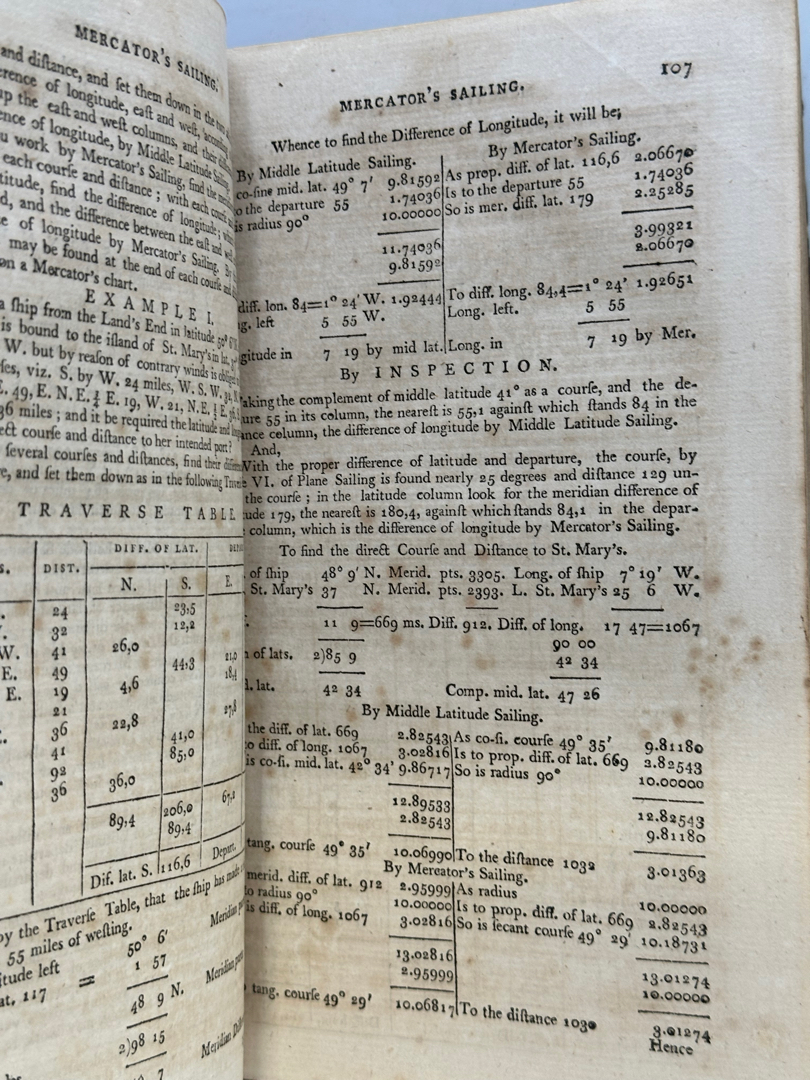 MERCATOR'S SAILING.
and diſtance, and ſet them down in the
of longitude, eaſt and weſt,
up the eaſt and weſt columns, and their
of longitude, by Middle Latitude Sailing.
work by Mercator's Sailing, find the
each courſe and diſtance; with each
find the difference of longitude;
and the difference between the eaſt and
of longitude by Mercator's Sailing.
may be found at the end of each courſe and
on a Mercator's chart.
EXAMPLE I.
a ſhip from the Land's End in latitude 50° 6'
is bound to the iſland of St. Mary's in lat.
W. but by reaſon of contrary winds is obliged
viz. S. by W. 24 miles, W. S. W.
49, E. N. E. ½ E. 19, W. 21, N. E.
36 miles; and it be required the latitude and
courſe and diſtance to her intended port?
ſeveral courſes and diſtances, find their
and ſet them down as in the following
TRAVERSE TABLE.
DIST. DIFF. OF LAT.
N. S. E.
24 23,5
32 12,2
W. 41 26,0
E. 49 44,3
E. 19 4,6
21
36 22,8
41 41,0
92 85,0
36 36,0
89,4 206,0
89,4
Dif. lat. S. 116,6 Depart.
by the Traverſe Table, that the ſhip has made
55 miles of weſting.
left 50° 6' Meridian
117 = 1 57
48 9 N. Meridian
2)98 15
7
107
MERCATOR'S SAILING.
Whence to find the Difference of Longitude, it will be;
By Middle Latitude Sailing. By Mercator's Sailing.
co-ſine mid. lat. 49° 7' 9.81592 As prop. diff. of lat. 116,6 2.06670
the departure 55 1.74036 Is to the departure 55 1.74036
is radius 90° 10.00000 So is mer. diff. lat. 179 2.25285
11.74036 3.99321
9.81592 2.06670
diff. lon. 84=1° 24' W. 1.92444 To diff. long. 84,4=1° 24' 1.92651
left 5 55 W. Long. left. 5 55
in 7 19 by mid lat. Long. in 7 19 by Mer.
By INSPECTION.
the complement of middle latitude 41° as a courſe, and the de-
55 in its column, the neareſt is 55,1 againſt which ſtands 84 in the
column, the difference of longitude by Middle Latitude Sailing.
And,
With the proper difference of latitude and departure, the courſe, by
VI. of Plane Sailing is found nearly 25 degrees and diſtance 129 un-
the courſe; in the latitude column look for the meridian difference of
179, the neareſt is 180,4, againſt which ſtands 84,1 in the depar-
column, which is the difference of longitude by Mercator's Sailing.
To find the direct Courſe and Diſtance to St. Mary's.
of ſhip 48° 9' N. Merid. pts. 3305. Long. of ſhip 7° 19' W.
St. Mary's 37 N. Merid. pts. 2393. L. St. Mary's 25 6 W.
11 9=669 ms. Diff. 912. Diff. of long. 17 47=1067
of lats. 2)85 9 90 00
42 34
lat. 42 34 Comp. mid. lat. 47 26
By Middle Latitude Sailing.
the diff. of lat. 669 2.82543 As co-ſi. courſe 49° 35' 9.81180
diff. of long. 1067 3.02816 Is to prop. diff. of lat. 669 2.82543
is co-ſi. mid. lat. 42° 34' 9.86717 So is radius 90° 10.00000
12.89533 12.82543
2.82543 9.81180
tang. courſe 49° 35' 10.06990 To the diſtance 1032 3.01363
By Mercator's Sailing.
merid. diff. of lat. 912 2.95999 As radius 10.00000
radius 90° 10.00000 Is to prop. diff. of lat. 669 2.82543
is diff. of long. 1067 3.02816 So is ſecant courſe 49° 29' 10.18731
13.02816 13.01274
2.95999 10.00000
tang. courſe 49° 29' 10.06817 To the diſtance 1030 3.01274
Hence